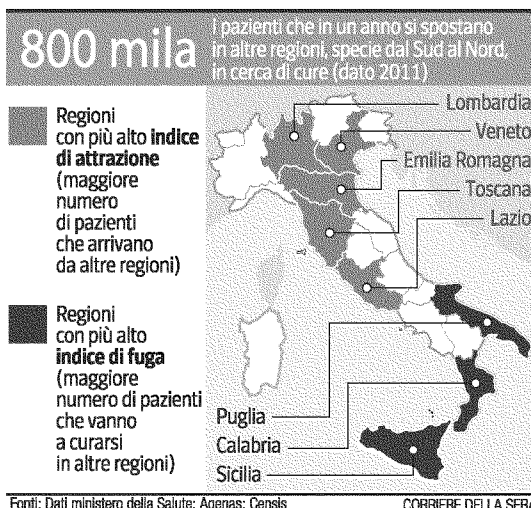 800 mila
I pazienti che in un anno si spostano
in altre regioni, specie dal Sud al Nord,
in cerca di cure (dato 2011)
Regioni
con più alto indice
di attrazione
(maggiore
numero
di pazienti
che arrivano
da altre regioni)
Regioni
con più alto
indice di fuga
(maggiore
numero di pazienti
che vanno
a curarsi
in altre regioni)
Lombardia
Veneto
Emilia Romagna
Toscana
Lazio
Puglia
Calabria
Sicilia
Fonti: Dati ministero della Salute; Agenas; Censis
CORRIERE DELLA SERA